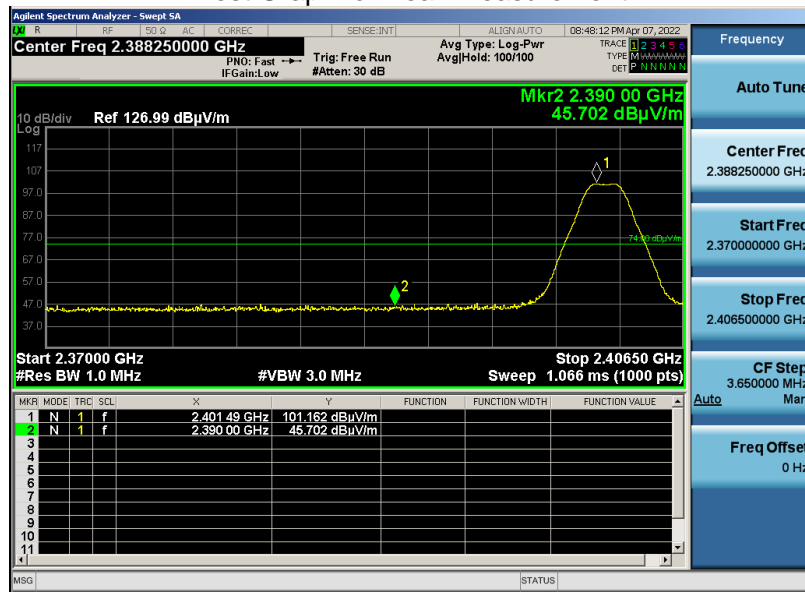 Agilent Spectrum Analyzer - Swept SA
LXI R RF 50 Ω AC CORREC SENSE:INT ALIGN AUTO 08:48:12 PM Apr 07, 2022
Center Freq 2.388250000 GHz
PNO: Fast
IFGain:Low
Trig: Free Run
#Atten: 30 dB
Avg Type: Log-Pwr
Avg|Hold: 100/100
TRACE 1 2 3 4 5 6
TYPE M
DET P N N N N N
Mkr2 2.390 00 GHz
45.702 dBµV/m
10 dB/div Ref 126.99 dBµV/m
Log
117
107
97.0
87.0
77.0
67.0
57.0
47.0
37.0
1
2
74.00 dBµV/m
Start 2.37000 GHz Stop 2.40650 GHz
#Res BW 1.0 MHz #VBW 3.0 MHz Sweep 1.066 ms (1000 pts)
MKR MODE TRC SCL X Y FUNCTION FUNCTION WIDTH FUNCTION VALUE
1 N 1 f 2.401 49 GHz 101.162 dBµV/m
2 N 1 f 2.390 00 GHz 45.702 dBµV/m
3
4
5
6
7
8
9
10
11
MSG STATUS
Frequency
Auto Tune
Center Freq
2.388250000 GHz
Start Freq
2.370000000 GHz
Stop Freq
2.406500000 GHz
CF Step
3.650000 MHz
Auto Man
Freq Offset
0 Hz